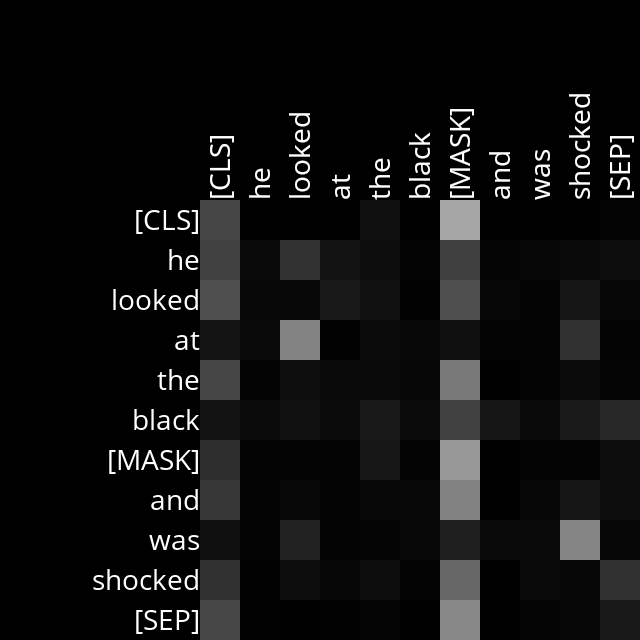 [CLS] he looked at the black [MASK] and was shocked [SEP]
[CLS]
he
looked
at
the
black
[MASK]
and
was
shocked
[SEP]